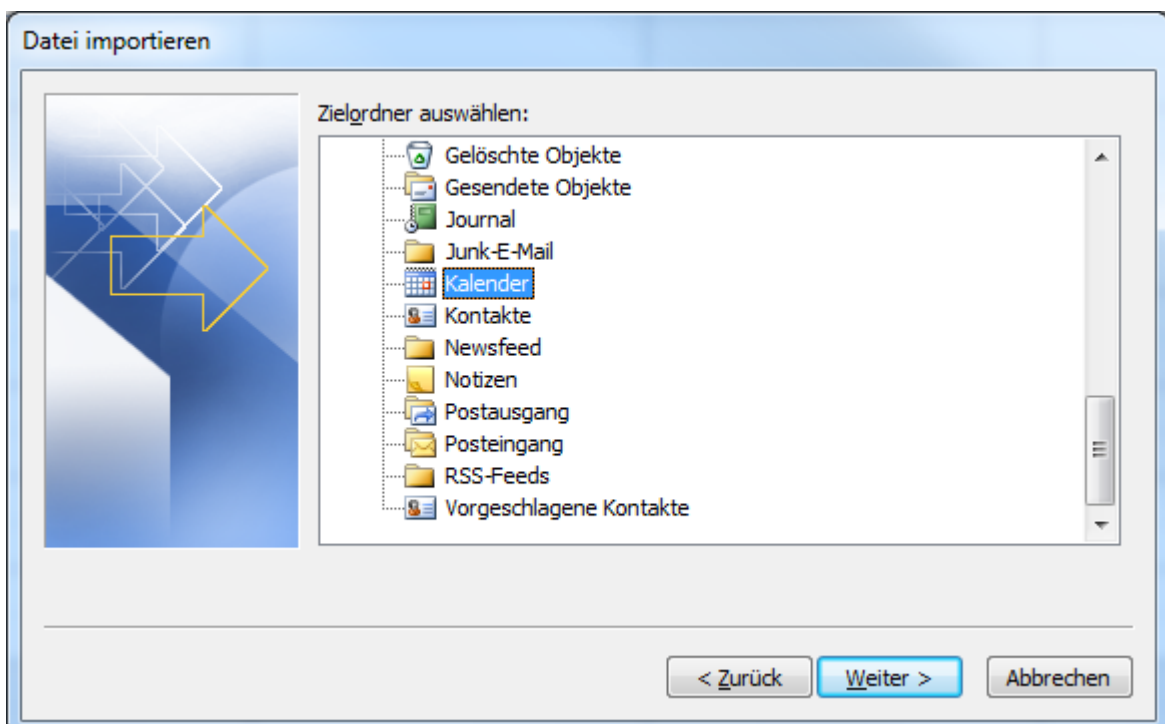 Datei importieren
Zielordner auswählen:
Gelöschte Objekte
Gesendete Objekte
Journal
Junk-E-Mail
Kalender
Kontakte
Newsfeed
Notizen
Postausgang
Posteingang
RSS-Feeds
Vorgeschlagene Kontakte
< Zurück Weiter > Abbrechen